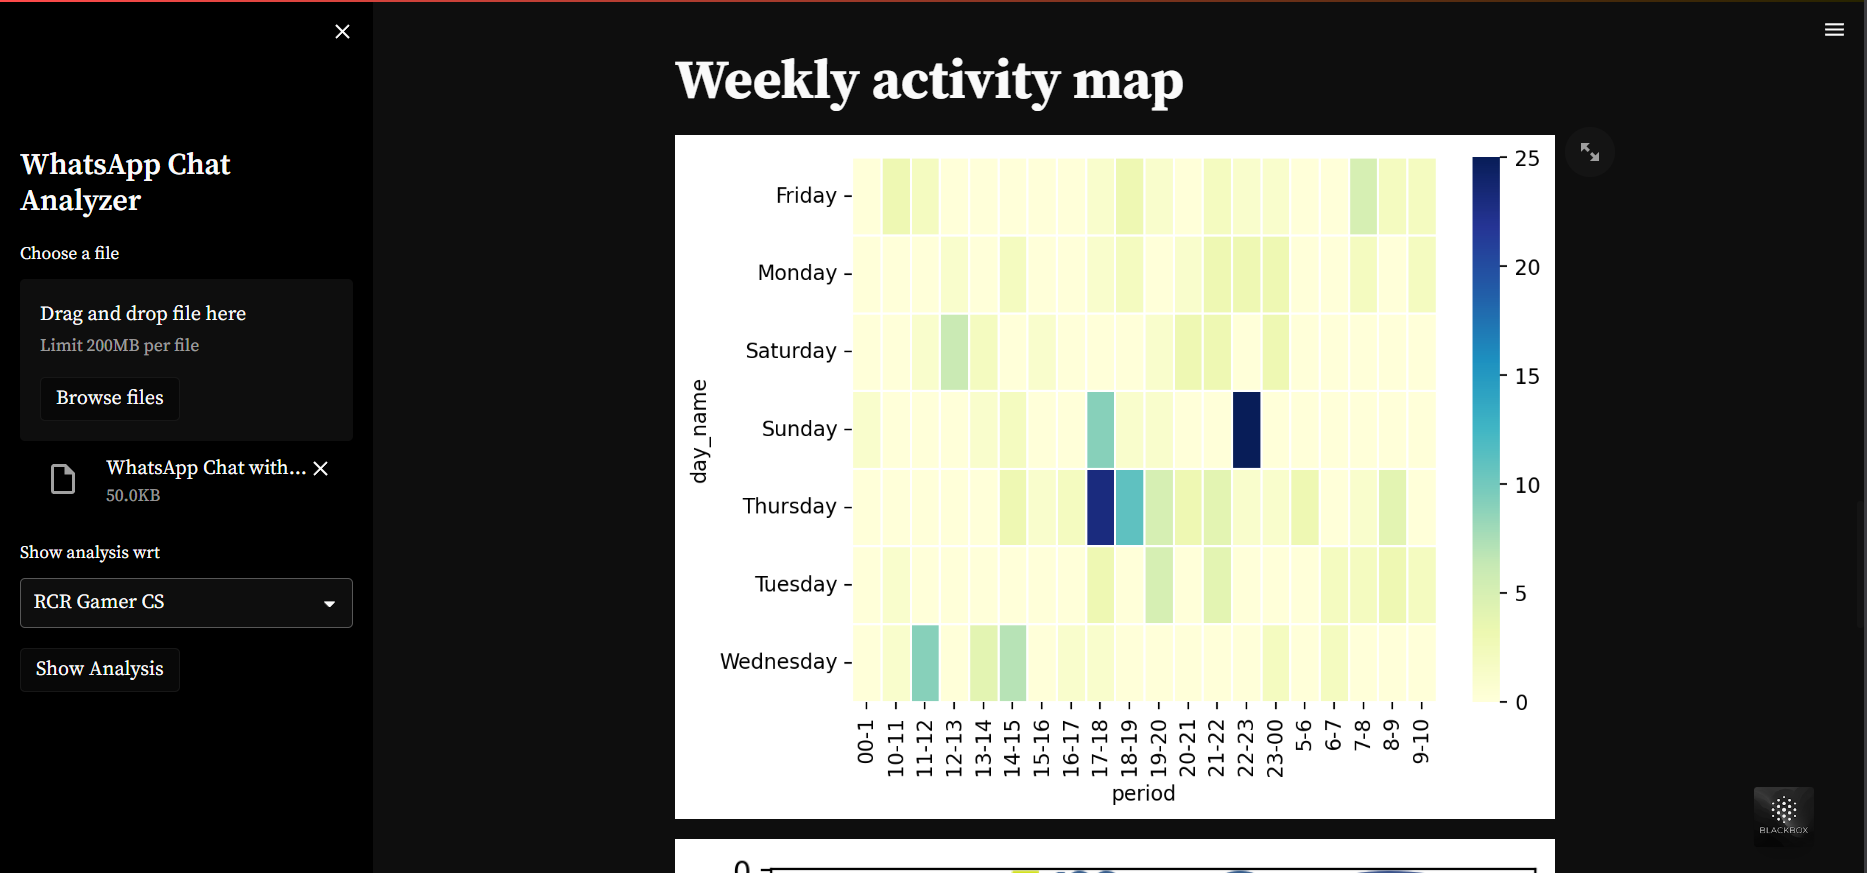 WhatsApp Chat
Analyzer
Choose a file
Drag and drop file here
Limit 200MB per file
Browse files
WhatsApp Chat with...
50.0KB
Show analysis wrt
RCR Gamer CS
Show Analysis
Weekly activity map
day_name
Friday
Monday
Saturday
Sunday
Thursday
Tuesday
Wednesday
00-1 10-11 11-12 12-13 13-14 14-15 15-16 16-17 17-18 18-19 19-20 20-21 21-22 22-23 23-00 5-6 6-7 7-8 8-9 9-10
period
25
20
15
10
5
0
BLACKBOX
0